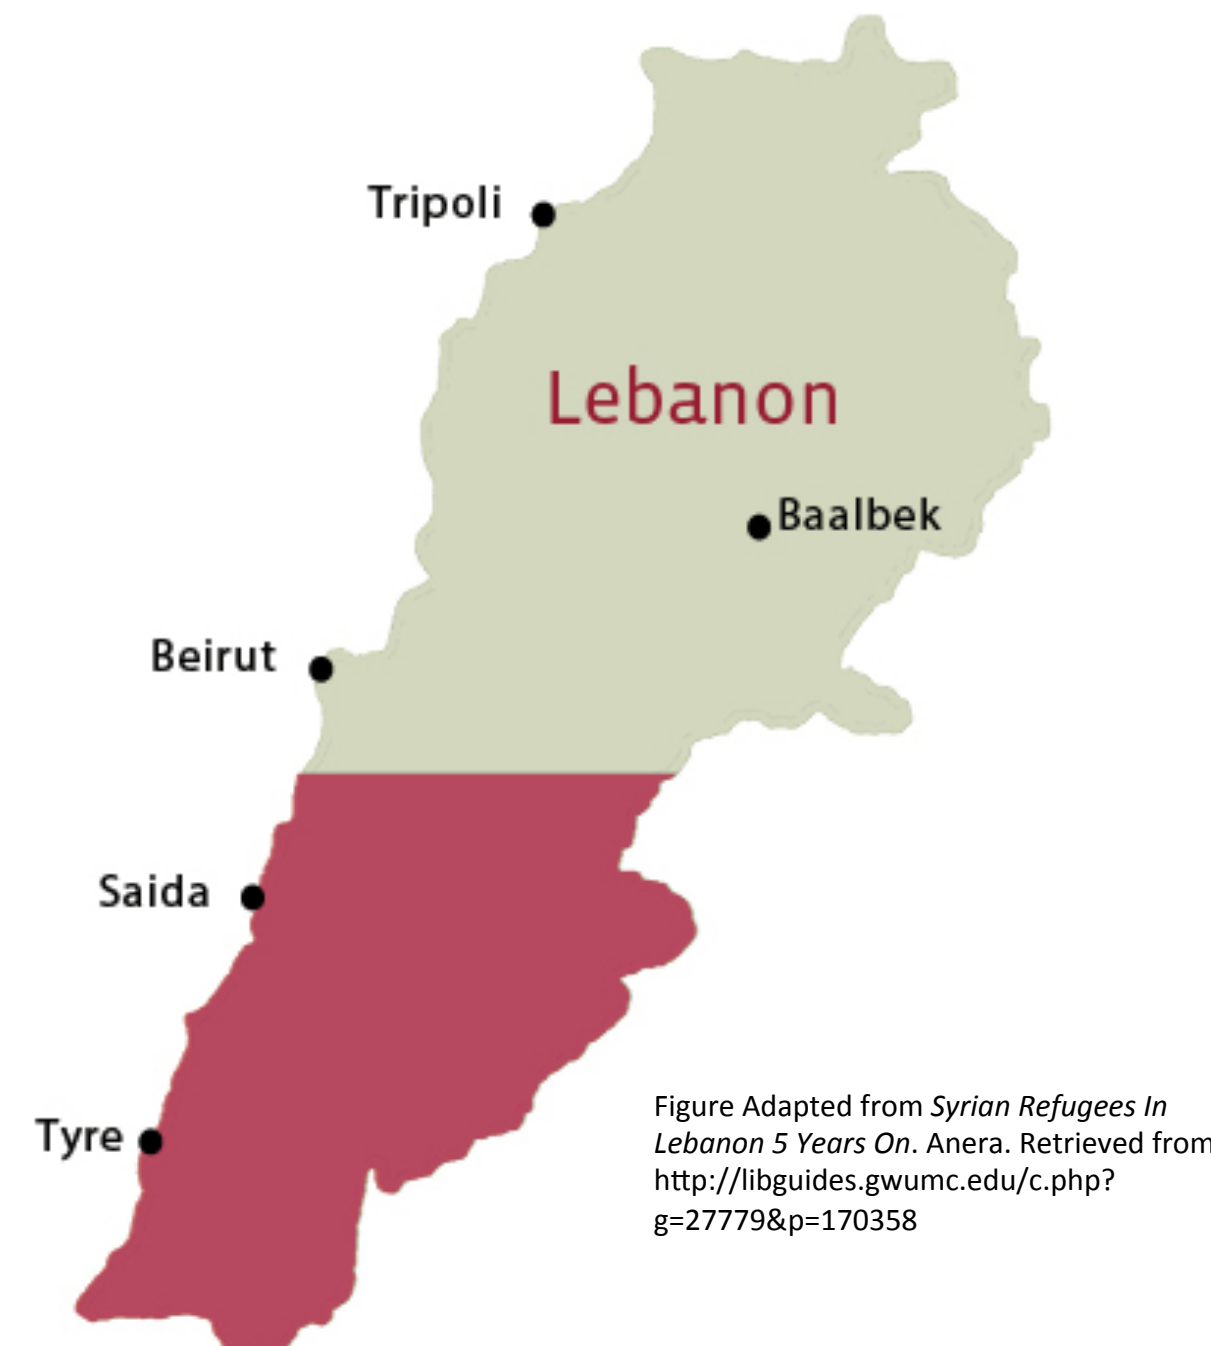 Tripoli
Lebanon
Baalbek
Beirut
Saida
Tyre
Figure Adapted from Syrian Refugees In
Lebanon 5 Years On. Anera. Retrieved from
http://libguides.gwumc.edu/c.php?
g=27779&p=170358